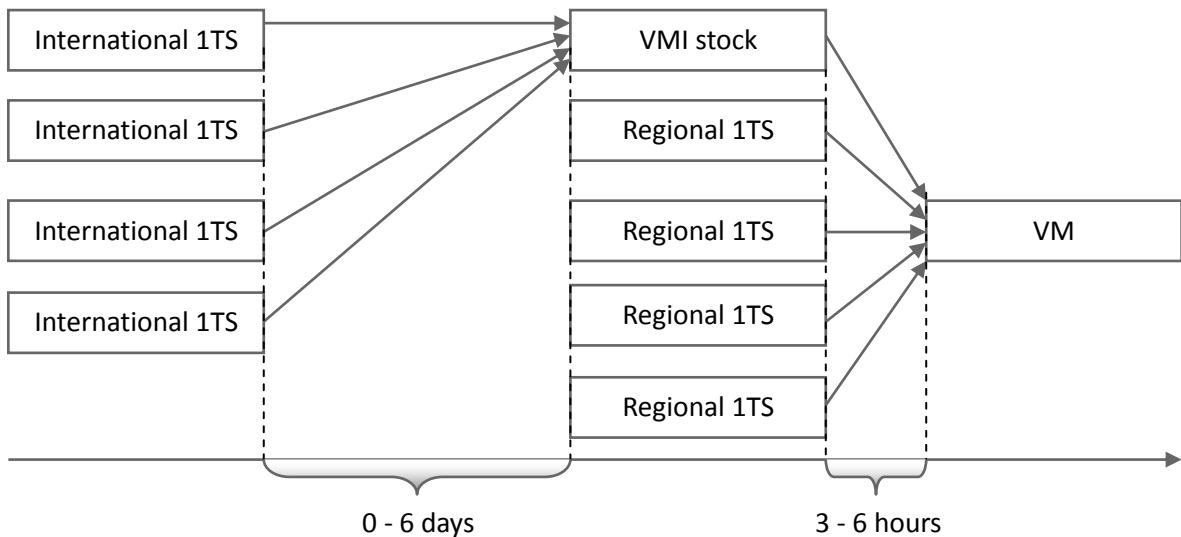 International 1TS
VMI stock
International 1TS
Regional 1TS
International 1TS
Regional 1TS
VM
International 1TS
Regional 1TS
Regional 1TS
0 - 6 days
3 - 6 hours